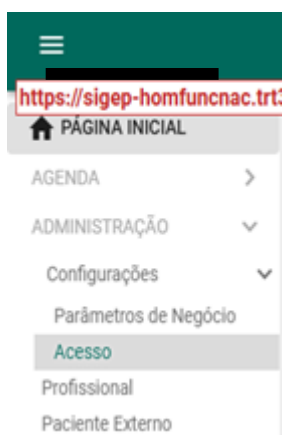 https://sigep-homfuncnac.trt3
PÁGINA INICIAL
AGENDA
ADMINISTRAÇÃO
Configurações
Parâmetros de Negócio
Acesso
Profissional
Paciente Externo